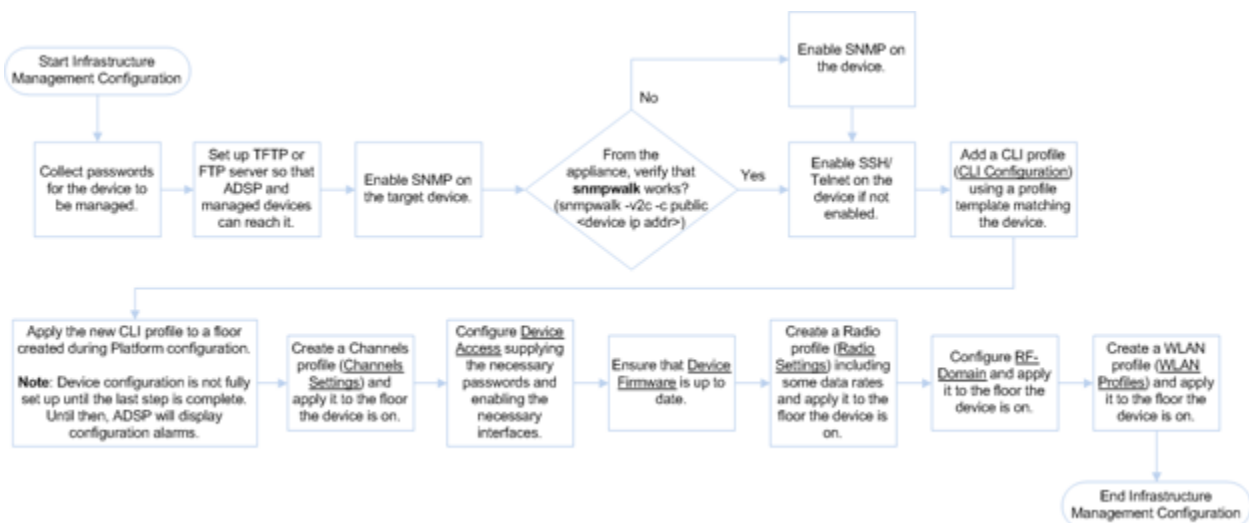 Start Infrastructure
Management Configuration
Collect passwords
for the device to
be managed.
Set up TFTP or
FTP server so that
ADSP and
managed devices
can reach it.
Enable SNMP on
the target device.
From the
appliance, verify that
snmpwalk works?
(snmpwalk -v2c -c public
<device ip addr>)
No
Enable SNMP on
the device.
Yes
Enable SSH/
Telnet on the
device if not
enabled.
Add a CLI profile
(CLI Configuration)
using a profile
template matching
the device.
Apply the new CLI profile to a floor
created during Platform configuration.
Note: Device configuration is not fully
set up until the last step is complete.
Until then, ADSP will display
configuration alarms.
Create a Channels
profile (Channels
Settings) and
apply it to the floor
the device is on.
Configure Device
Access supplying
the necessary
passwords and
enabling the
necessary
interfaces.
Ensure that Device
Firmware is up to
date.
Create a Radio
profile (Radio
Settings) including
some data rates
and apply it to the
floor the device is
on.
Configure RF-
Domain and apply
it to the floor
the device is on.
Create a WLAN
profile (WLAN
Profiles) and apply
it to the floor the
device is on.
End Infrastructure
Management Configuration